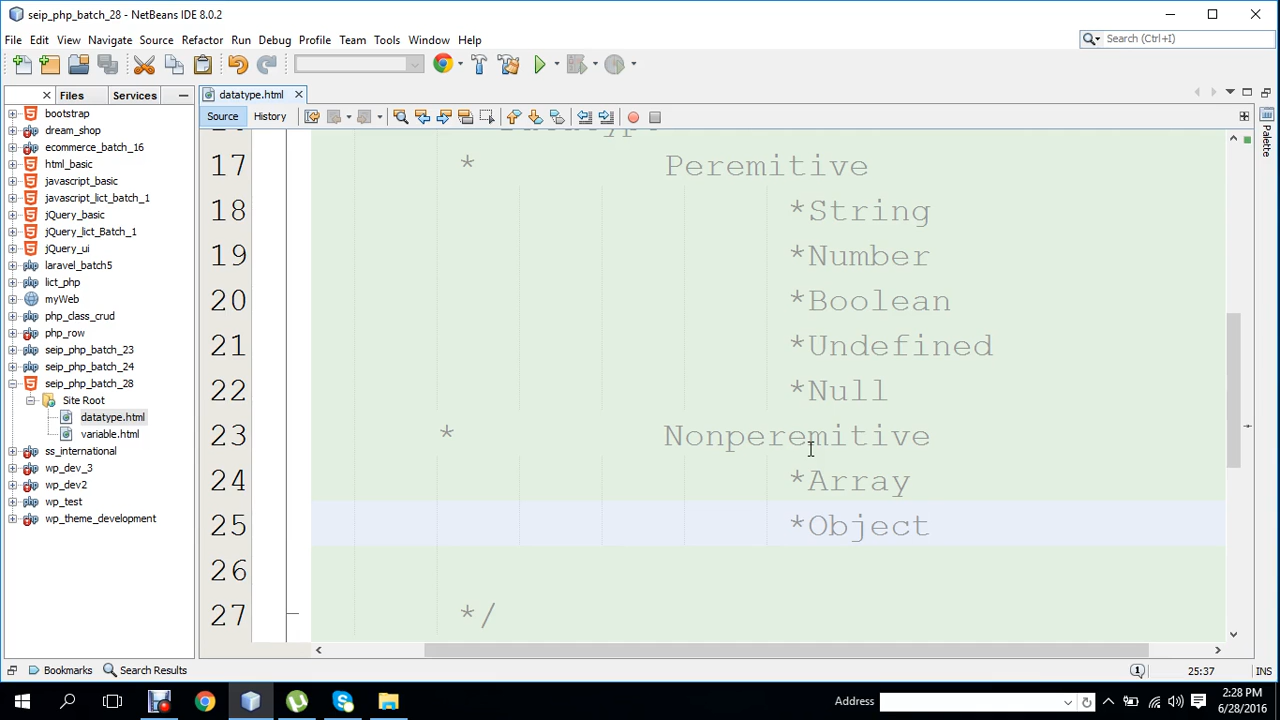 seip_php_batch_28 - NetBeans IDE 8.0.2
File Edit View Navigate Source Refactor Run Debug Profile Team Tools Window Help
Search (Ctrl+I)
Files Services
datatype.html
Source History
bootstrap
dream_shop
ecommerce_batch_16
html_basic
javascript_basic
javascript_lict_batch_1
jQuery_basic
jQuery_lict_Batch_1
jQuery_ui
laravel_batch5
lict_php
myWeb
php_class_crud
php_row
seip_php_batch_23
seip_php_batch_24
seip_php_batch_28
Site Root
datatype.html
variable.html
ss_international
wp_dev_3
wp_dev2
wp_test
wp_theme_development
17 * Peremitive
18 *String
19 *Number
20 *Boolean
21 *Undefined
22 *Null
23 * Nonperemitive
24 *Array
25 *Object
26
27 */
Palette
Bookmarks Search Results
25:37 INS
Address
2:28 PM
6/28/2016